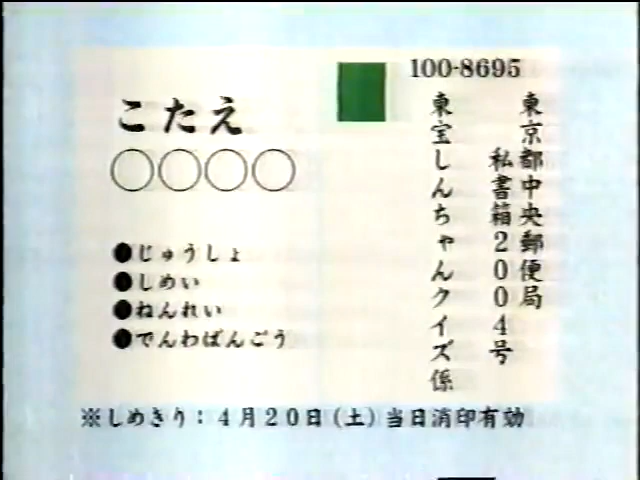 こたえ
○○○○
●じゅうしょ
●しめい
●ねんれい
●でんわばんごう
100-8695
東京都中央郵便局
私書箱2004号
東宝しんちゃんクイズ係
※しめきり：4月20日(土)当日消印有効